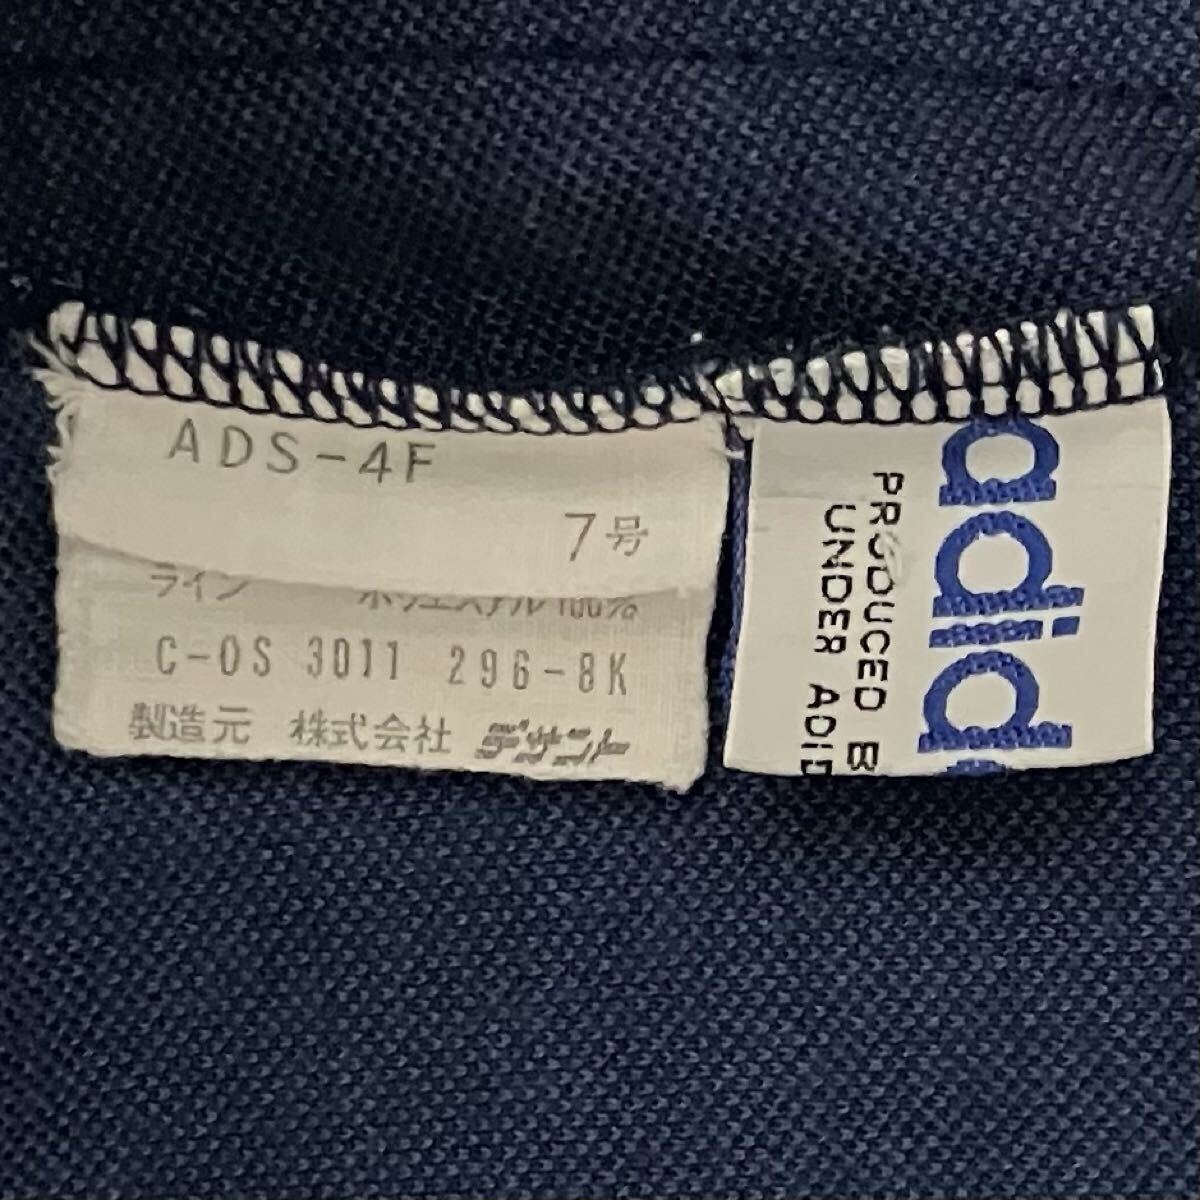 ADS-4F
7号
ライン ポリエステル100%
C-OS 3011 296-8K
製造元 株式会社 デサント
adid
PRODUCED B
UNDER ADID